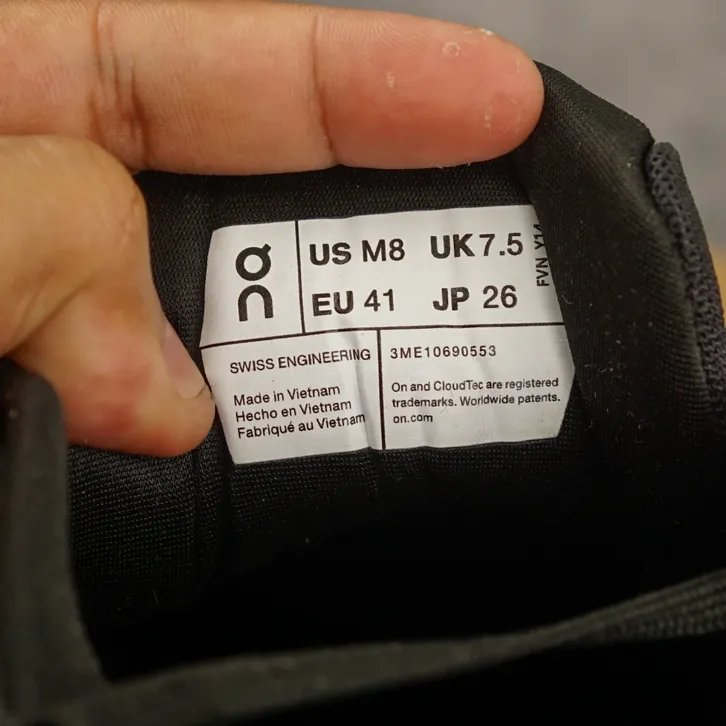 On
US M8 UK 7.5
EU 41 JP 26
FVN Y14
SWISS ENGINEERING
Made in Vietnam
Hecho en Vietnam
Fabriqué au Vietnam
3ME10690553
On and CloudTec are registered
trademarks. Worldwide patents.
on.com